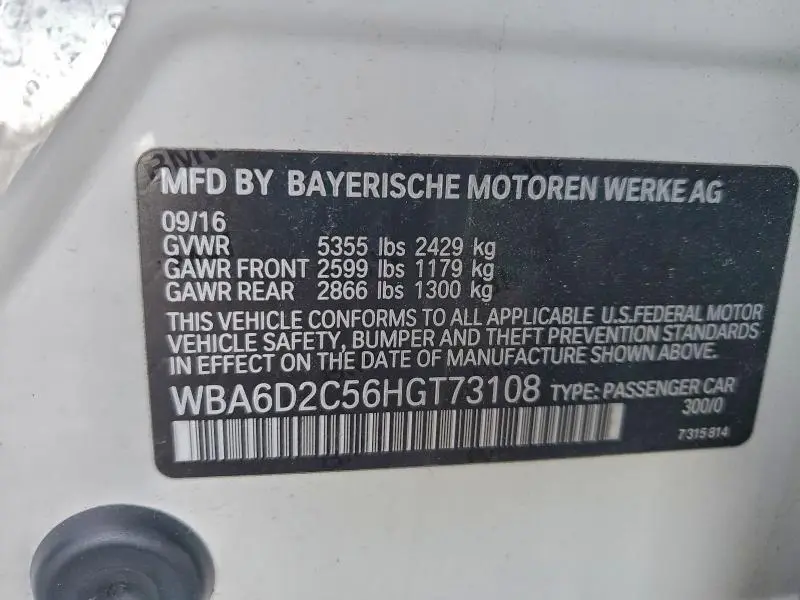 MFD BY BAYERISCHE MOTOREN WERKE AG
09/16
GVWR 5355 lbs 2429 kg
GAWR FRONT 2599 lbs 1179 kg
GAWR REAR 2866 lbs 1300 kg
THIS VEHICLE CONFORMS TO ALL APPLICABLE U.S.FEDERAL MOTOR
VEHICLE SAFETY, BUMPER AND THEFT PREVENTION STANDARDS
IN EFFECT ON THE DATE OF MANUFACTURE SHOWN ABOVE.
WBA6D2C56HGT73108 TYPE: PASSENGER CAR
300/0
7315814